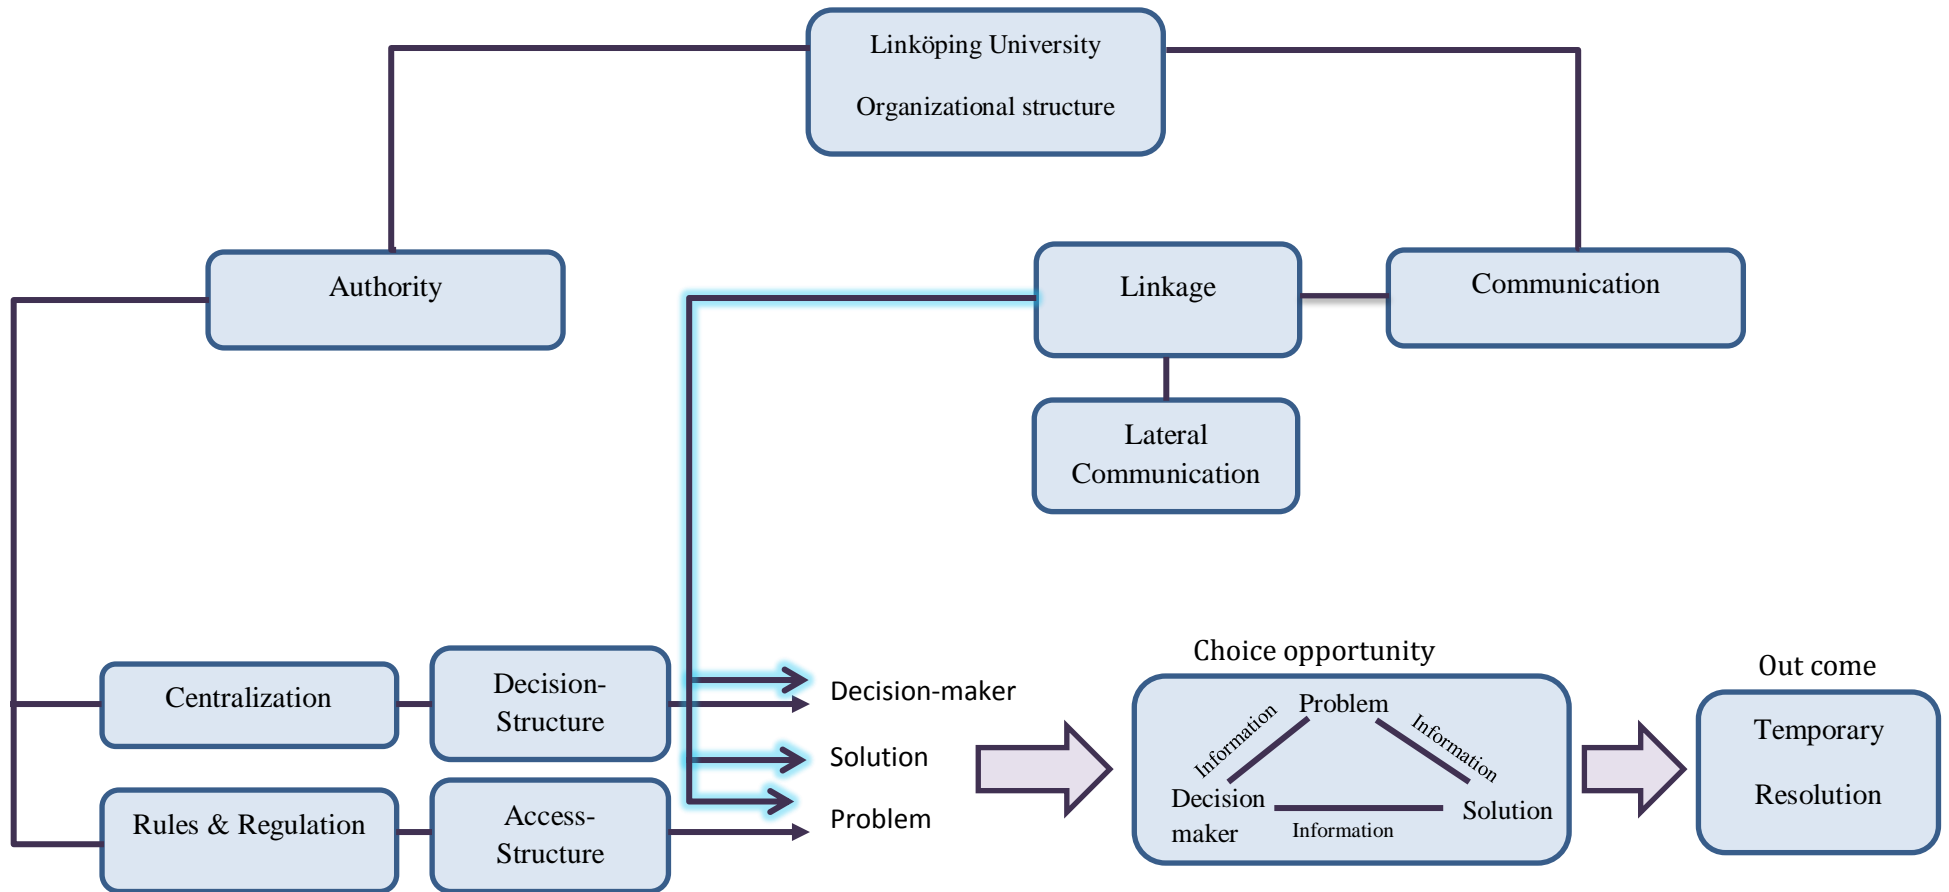 Linköping University
Organizational structure
Authority
Linkage
Communication
Lateral
Communication
Centralization
Decision-
Structure
Rules & Regulation
Access-
Structure
Decision-maker
Solution
Problem
Choice opportunity
Problem
Information
Information
Decision
maker
Solution
Information
Out come
Temporary
Resolution